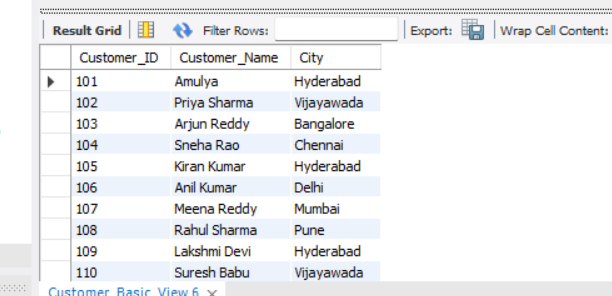 Result Grid Filter Rows: Export: Wrap Cell Content:
Customer_ID Customer_Name City
101 Amulya Hyderabad
102 Priya Sharma Vijayawada
103 Arjun Reddy Bangalore
104 Sneha Rao Chennai
105 Kiran Kumar Hyderabad
106 Anil Kumar Delhi
107 Meena Reddy Mumbai
108 Rahul Sharma Pune
109 Lakshmi Devi Hyderabad
110 Suresh Babu Vijayawada
Customer_Basic_View 6